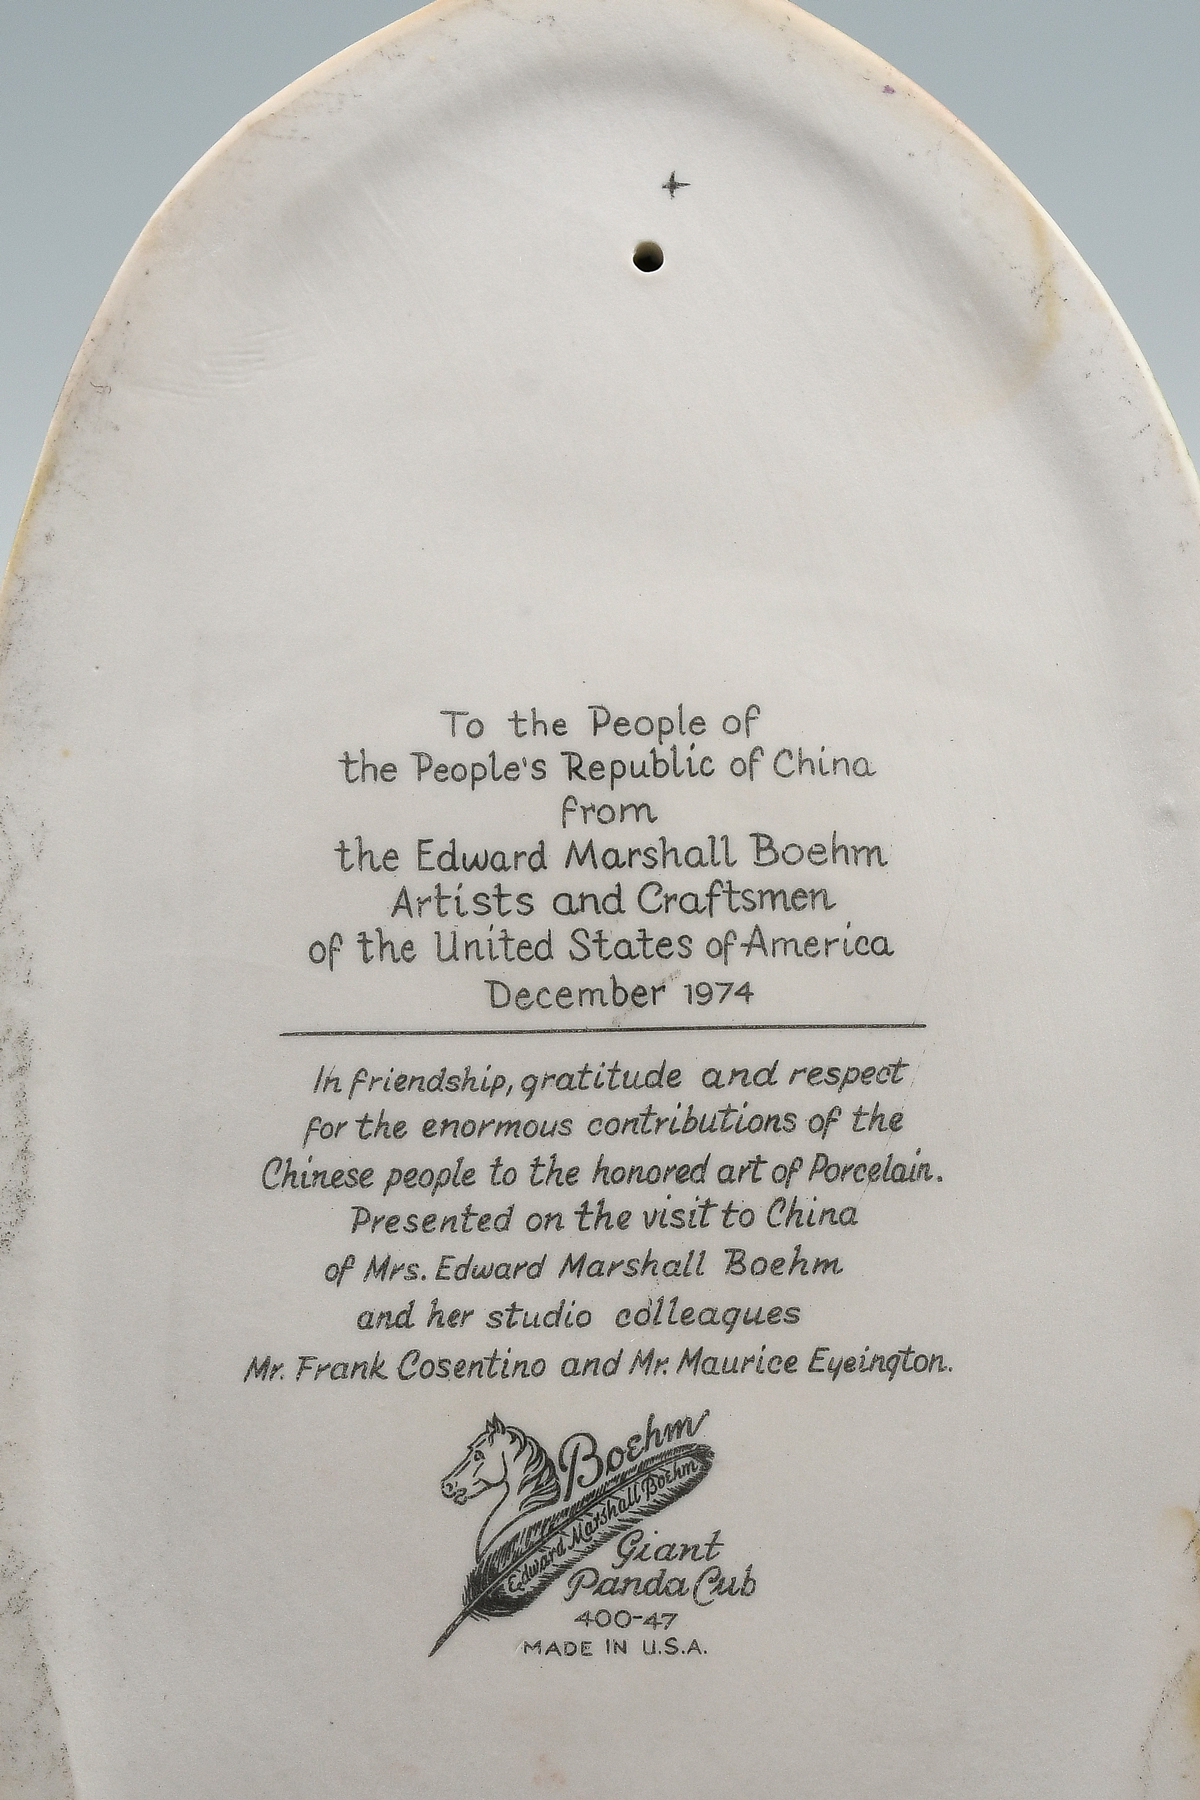 To the People of
the People's Republic of China
from
the Edward Marshall Boehm
Artists and Craftsmen
of the United States of America
December 1974
In friendship, gratitude and respect
for the enormous contributions of the
Chinese people to the honored art of Porcelain.
Presented on the visit to China
of Mrs. Edward Marshall Boehm
and her studio colleagues
Mr. Frank Cosentino and Mr. Maurice Eyeington.
Boehm
Edward Marshall Boehm
Giant
Panda Cub
400-47
MADE IN U.S.A.